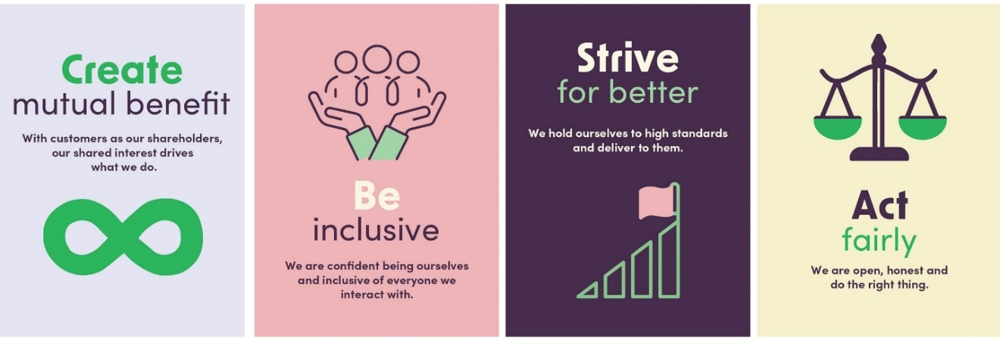 Create
mutual benefit
With customers as our shareholders,
our shared interest drives
what we do.
Be
inclusive
We are confident being ourselves
and inclusive of everyone we
interact with.
Strive
for better
We hold ourselves to high standards
and deliver to them.
Act
fairly
We are open, honest and
do the right thing.